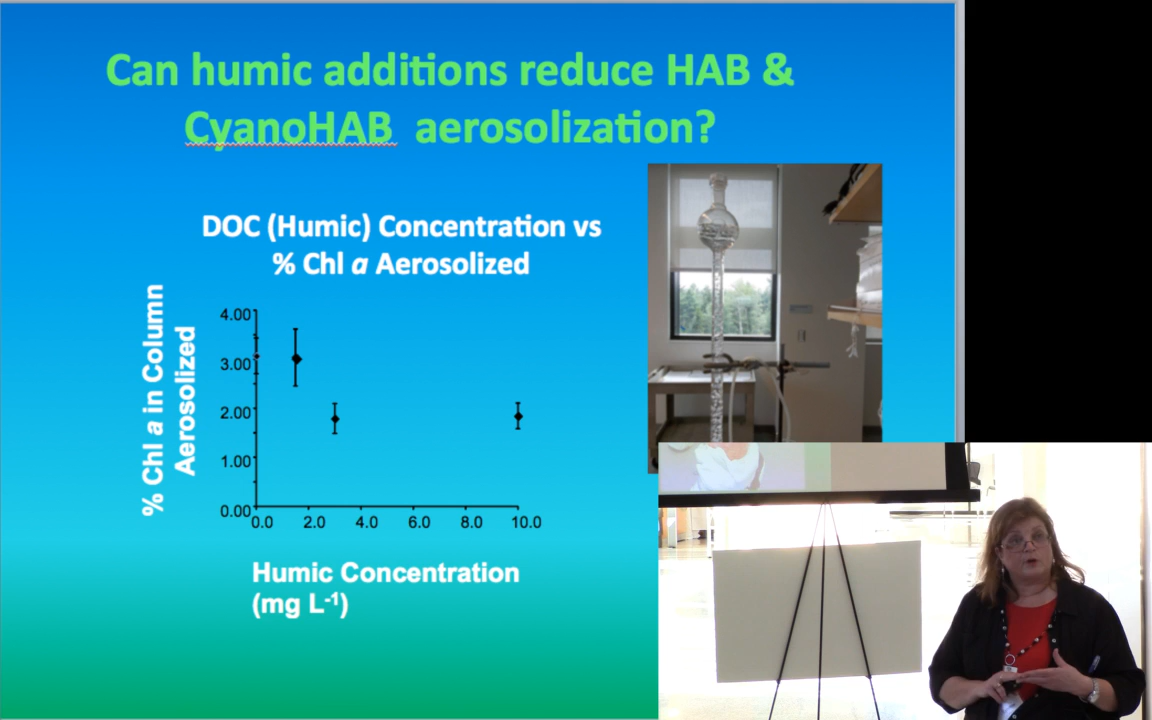 Can humic additions reduce HAB &
CyanoHAB aerosolization?
DOC (Humic) Concentration vs
% Chl a Aerosolized
% Chl a in Column
Aerosolized
4.00
3.00
2.00
1.00
0.00
0.0 2.0 4.0 6.0 8.0 10.0
Humic Concentration
(mg L-1)